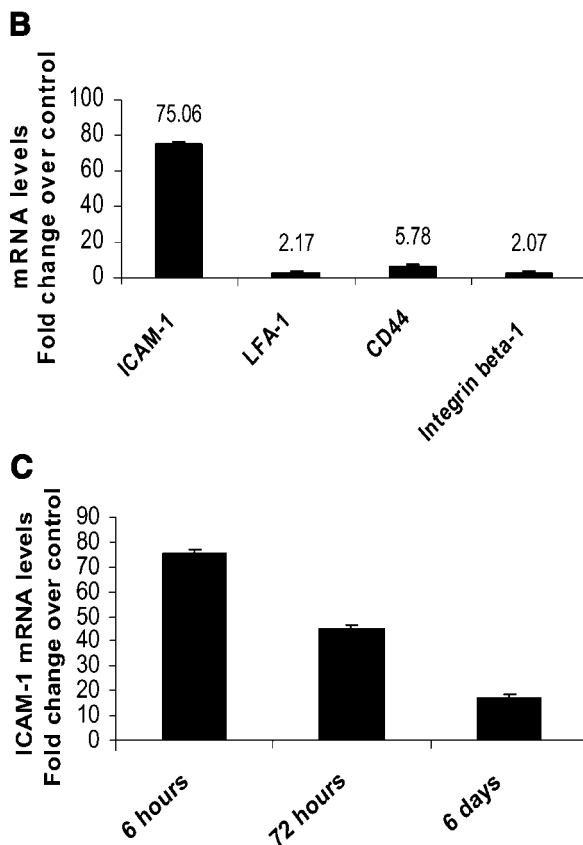 B
mRNA levels
Fold change over control
100
80
60
40
20
0
75.06
2.17
5.78
2.07
ICAM-1
LFA-1
CD44
Integrin beta-1
C
ICAM-1 mRNA levels
Fold change over control
90
80
70
60
50
40
30
20
10
0
6 hours
72 hours
6 days